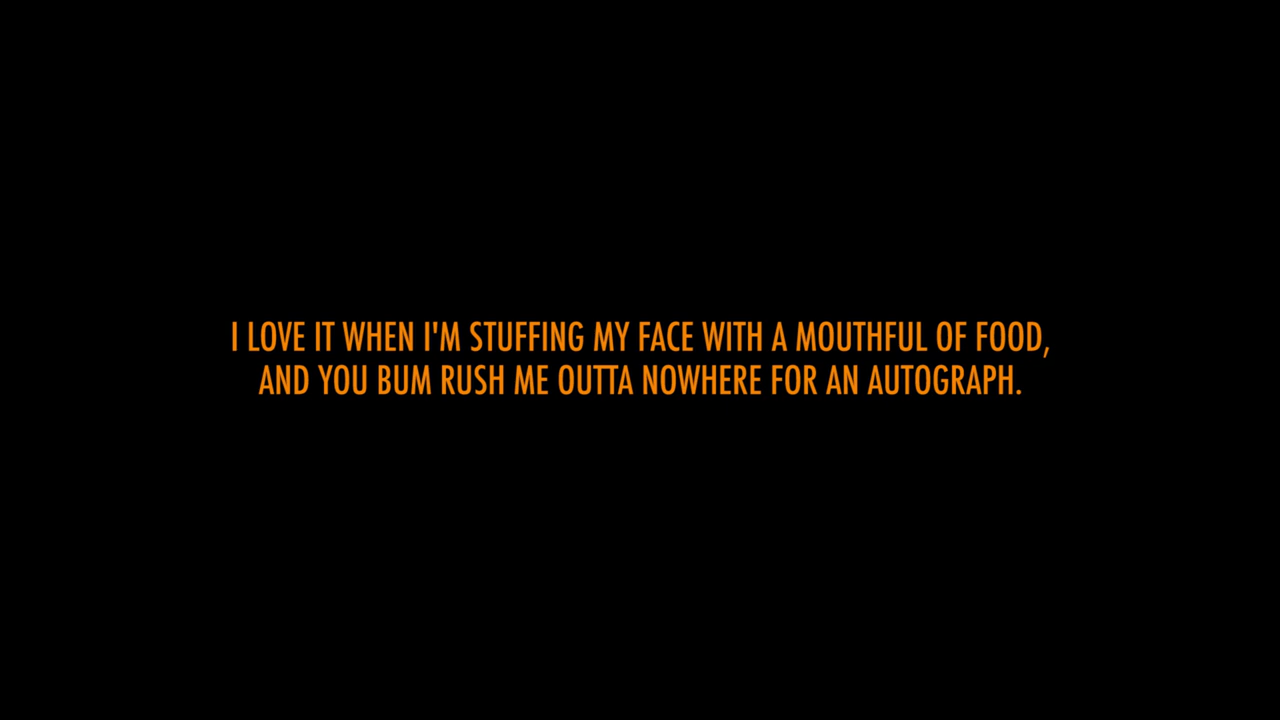 I LOVE IT WHEN I'M STUFFING MY FACE WITH A MOUTHFUL OF FOOD,
AND YOU BUM RUSH ME OUTTA NOWHERE FOR AN AUTOGRAPH.